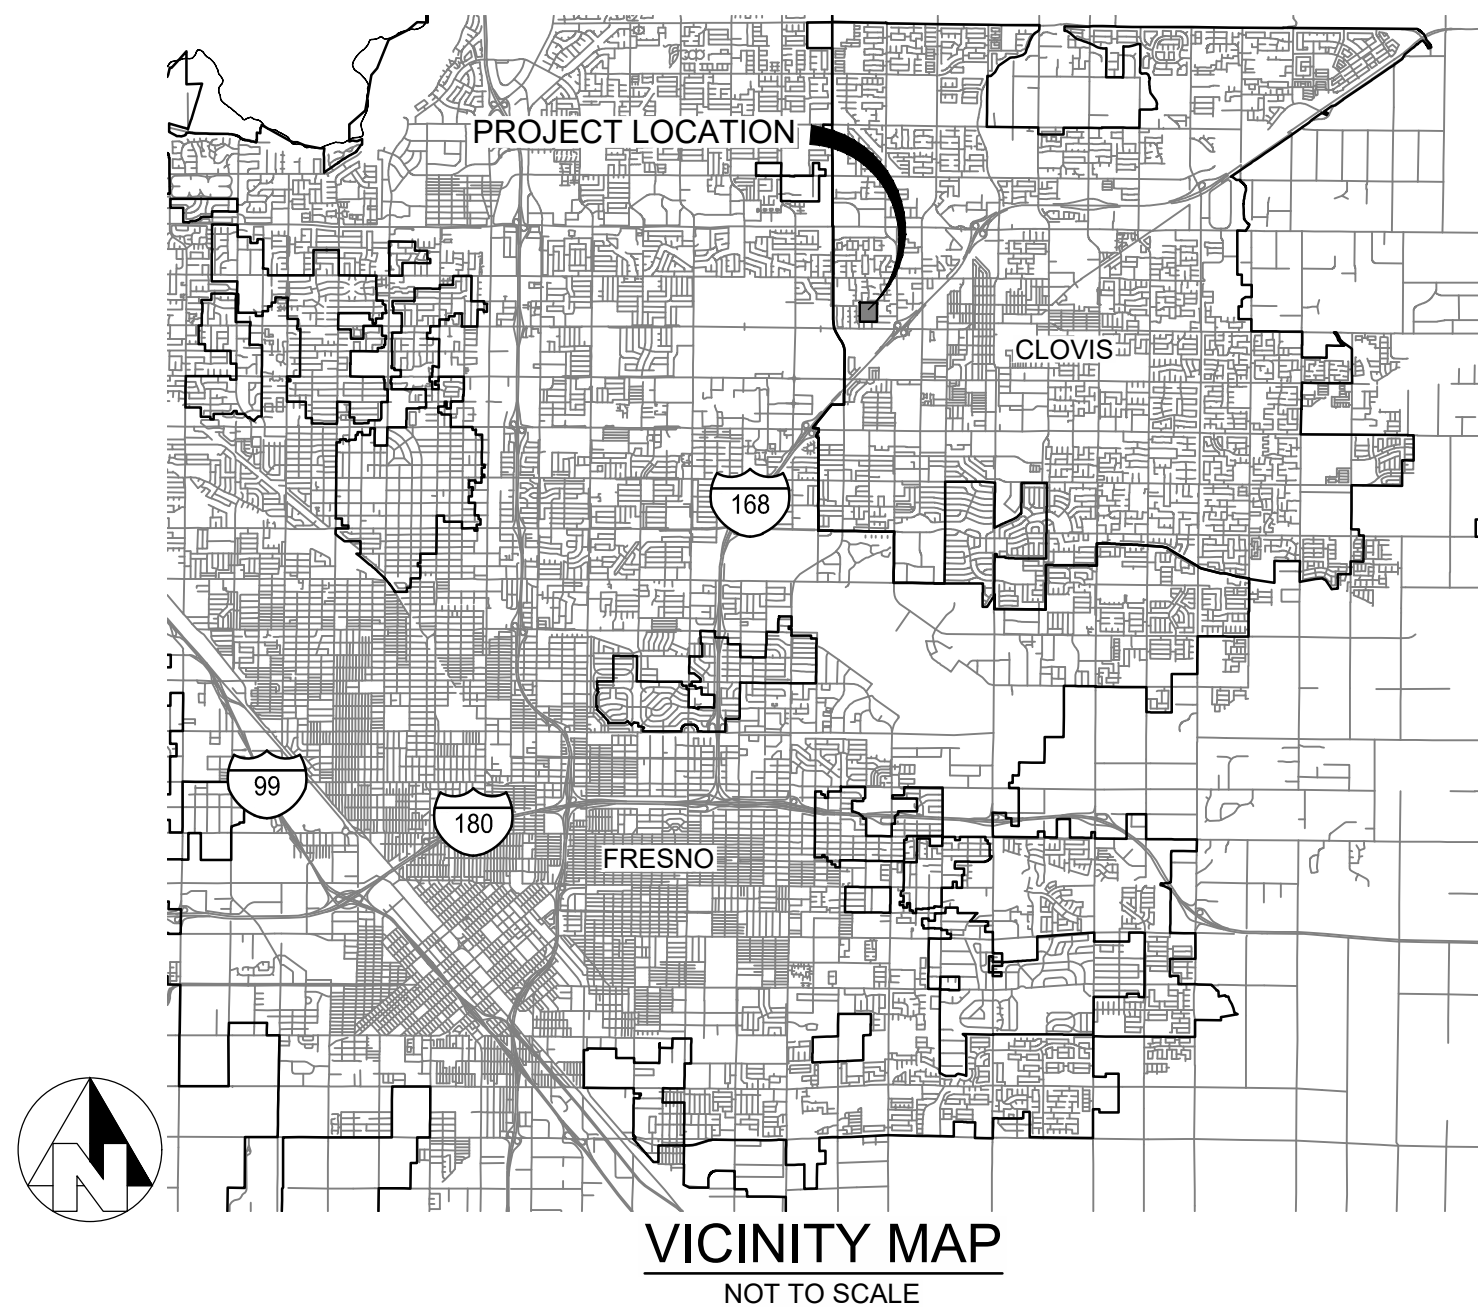 PROJECT LOCATION
CLOVIS
168
99
180
FRESNO
N
VICINITY MAP
NOT TO SCALE